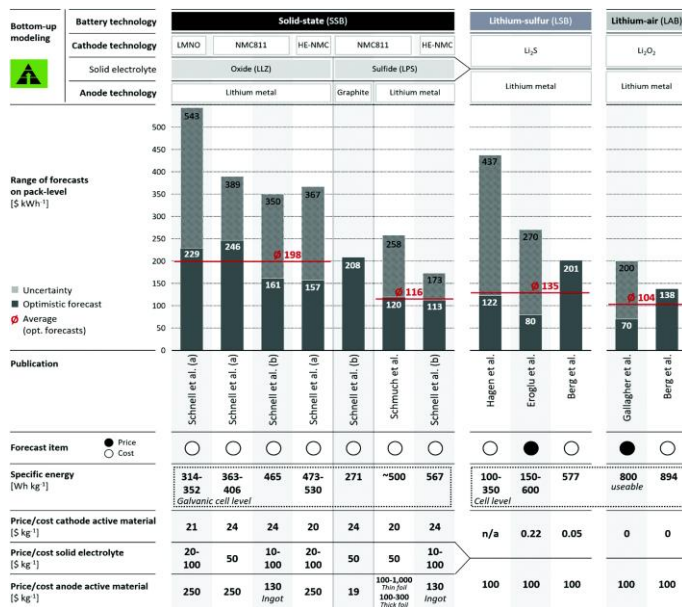 Bottom-up
modeling
Battery technology
Solid-state (SSB)
Lithium-sulfur (LSB)
Lithium-air (LAB)
Cathode technology
LMNO
NMC811
HE-NMC
NMC811
HE-NMC
Li₂S
Li₂O₂
Solid electrolyte
Oxide (LLZ)
Sulfide (LPS)
Anode technology
Lithium metal
Graphite
Lithium metal
Lithium metal
Lithium metal
Range of forecasts
on pack-level
[$ kWh⁻¹]
500
450
400
350
300
250
200
150
100
50
0
543
229
389
246
350
161
367
157
Ø 198
208
258
120
173
113
Ø 116
437
122
270
80
201
Ø 135
200
70
138
Ø 104
Uncertainty
Optimistic forecast
Ø Average
(opt. forecasts)
Publication
Schnell et al. (a)
Schnell et al. (a)
Schnell et al. (b)
Schnell et al. (a)
Schnell et al. (b)
Schmuch et al.
Schnell et al. (b)
Hagen et al.
Eroglu et al.
Berg et al.
Gallagher et al.
Berg et al.
Forecast item
Price
Cost
Specific energy
[Wh kg⁻¹]
314-
352
363-
406
465
473-
530
271
~500
567
100-
350
150-
600
577
800
useable
894
Galvanic cell level
Cell level
Price/cost cathode active material
[$ kg⁻¹]
21
24
24
20
24
20
24
n/a
0.22
0.05
0
0
Price/cost solid electrolyte
[$ kg⁻¹]
20-
100
50
10-
100
20-
100
50
50
10-
100
Price/cost anode active material
[$ kg⁻¹]
250
250
130
Ingot
250
19
100-1,000
Thin foil
100-300
Thick foil
130
Ingot
100
100
100
100
100